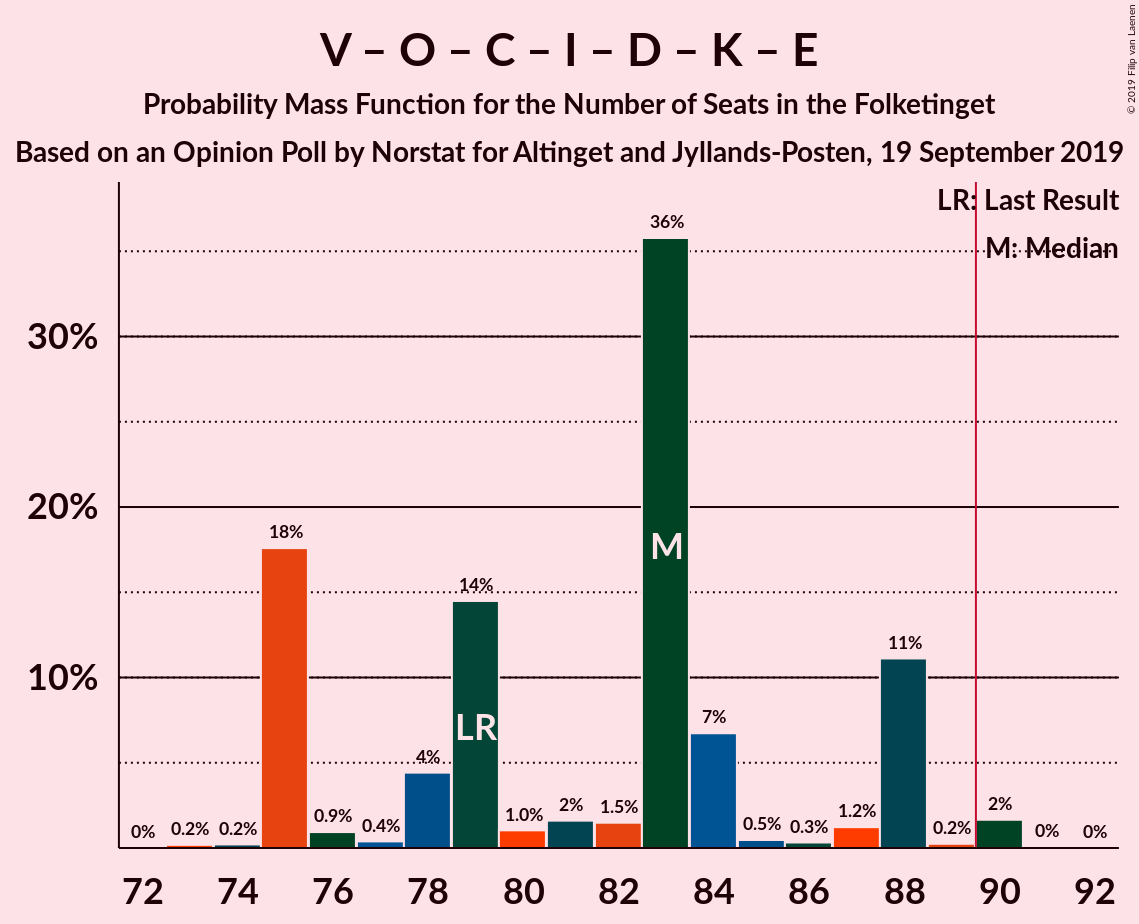 V – O – C – I – D – K – E
Probability Mass Function for the Number of Seats in the Folketinget
Based on an Opinion Poll by Norstat for Altinget and Jyllands-Posten, 19 September 2019
© 2019 Filip van Laenen
LR: Last Result
M: Median
30%
20%
10%
0%
0.2%
0.2%
18%
0.9%
0.4%
4%
14%
LR
1.0%
2%
1.5%
36%
M
7%
0.5%
0.3%
1.2%
11%
0.2%
2%
0%
0%
72 74 76 78 80 82 84 86 88 90 92